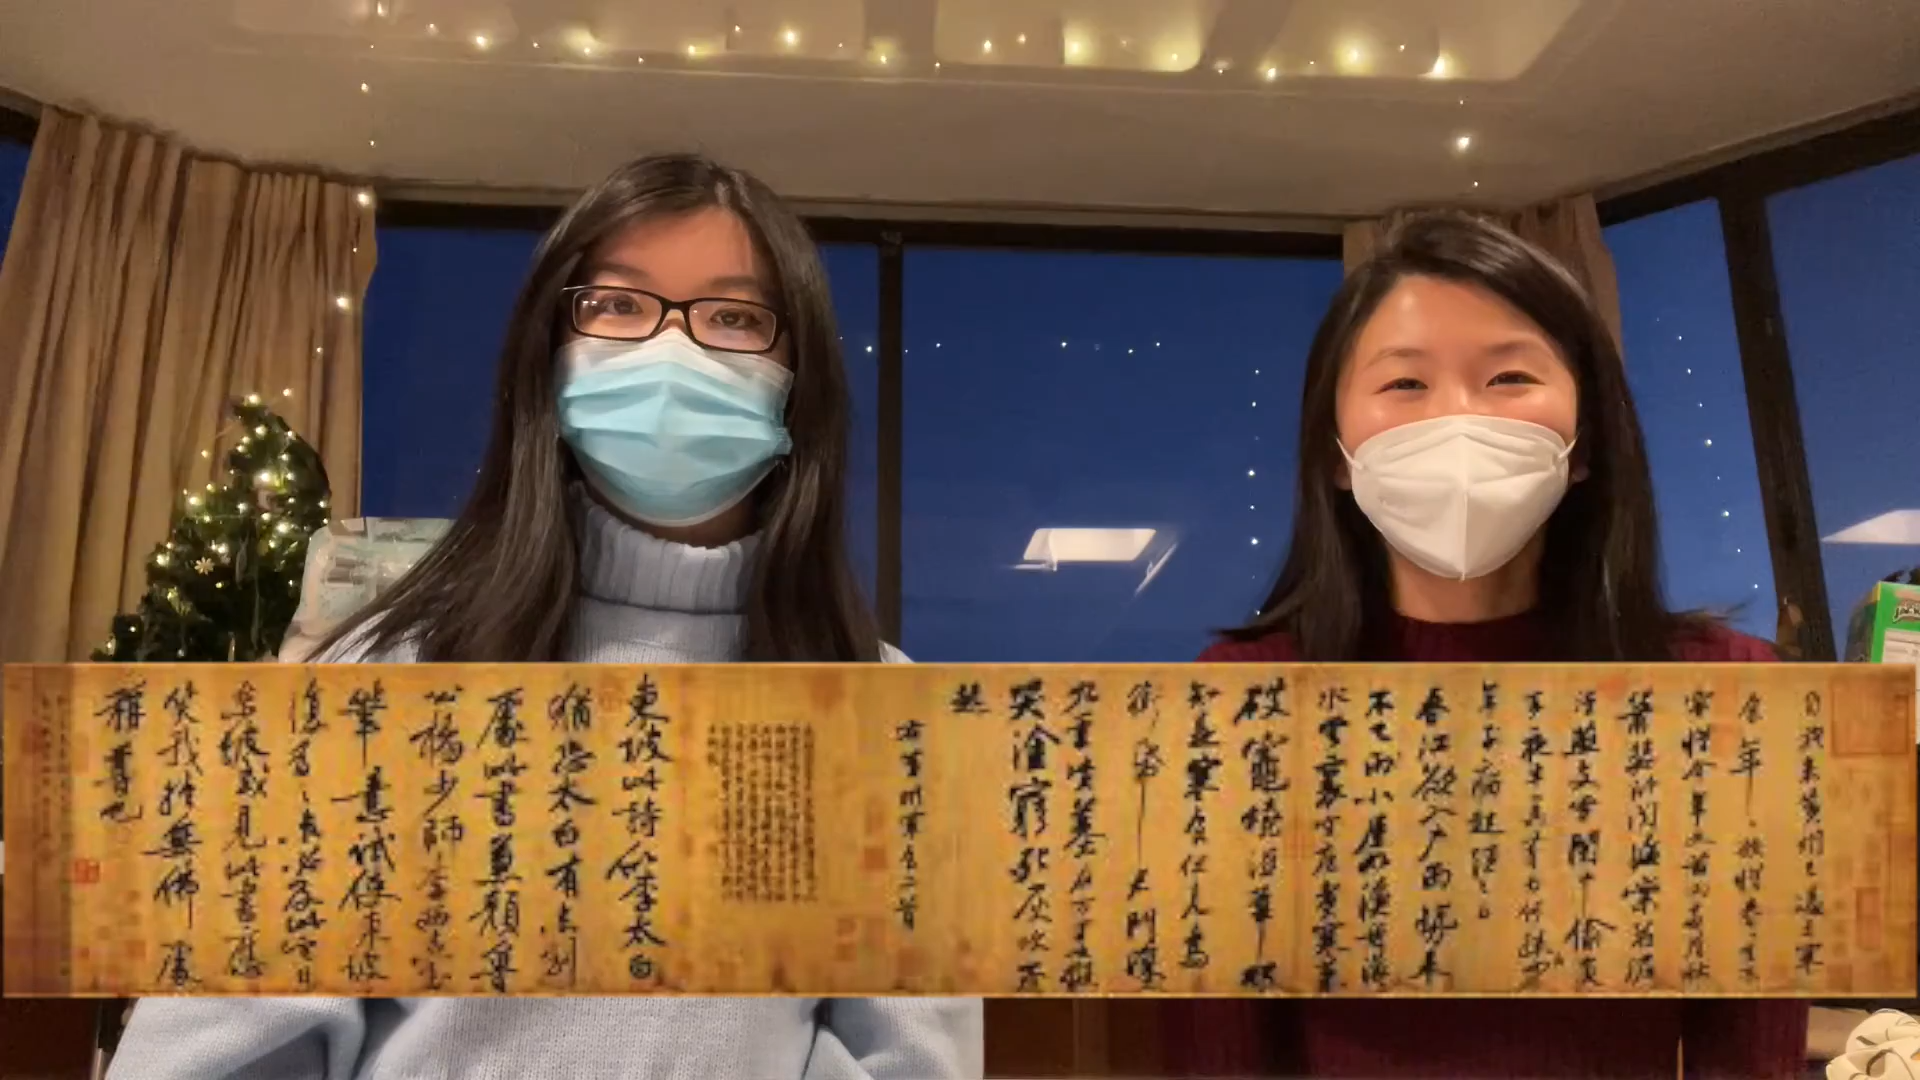 自我來黃州已過三寒
食年年欲惜春春去不
容惜今年又苦雨兩月秋
蕭瑟卧聞海棠花泥
汙燕支雪闇中偷負
去夜半真有力何殊少
年子病起須已白
春江欲入户雨勢來
不已雨小屋如漁舟濛濛
水雲裏空庖煮寒菜
破竈燒濕葦那
知是寒食但見烏
銜帋君門深
九重墳墓在万里也擬
哭塗窮死灰吹不
起
右黃州寒食二首
東坡此詩似李太白
猶恐太白有未到
處此書兼顏魯
公楊少師李西臺
筆意試使東坡
復為之未必及此它日
東坡或見此書應
笑我於無佛處
稱尊也